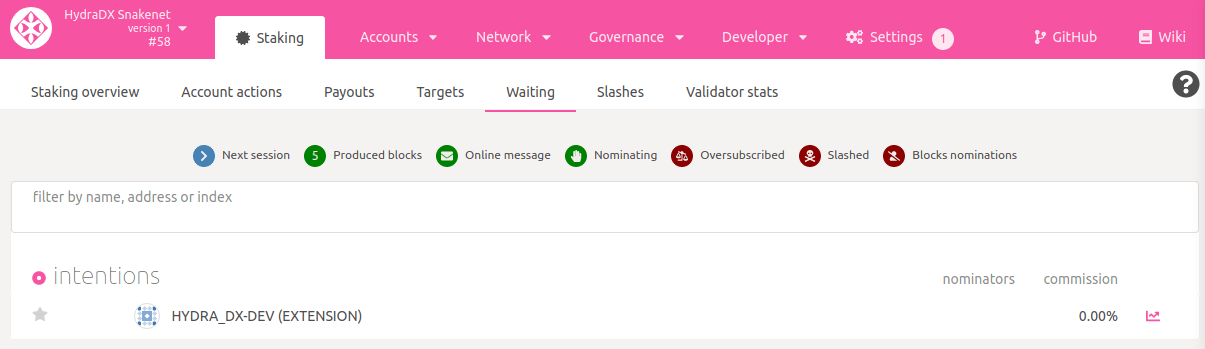 HydraDX Snakenet
version 1
#58
Staking
Accounts
Network
Governance
Developer
Settings
1
GitHub
Wiki
Staking overview
Account actions
Payouts
Targets
Waiting
Slashes
Validator stats
?
Next session
5
Produced blocks
Online message
Nominating
Oversubscribed
Slashed
Blocks nominations
filter by name, address or index
intentions
nominators
commission
HYDRA_DX-DEV (EXTENSION)
0.00%